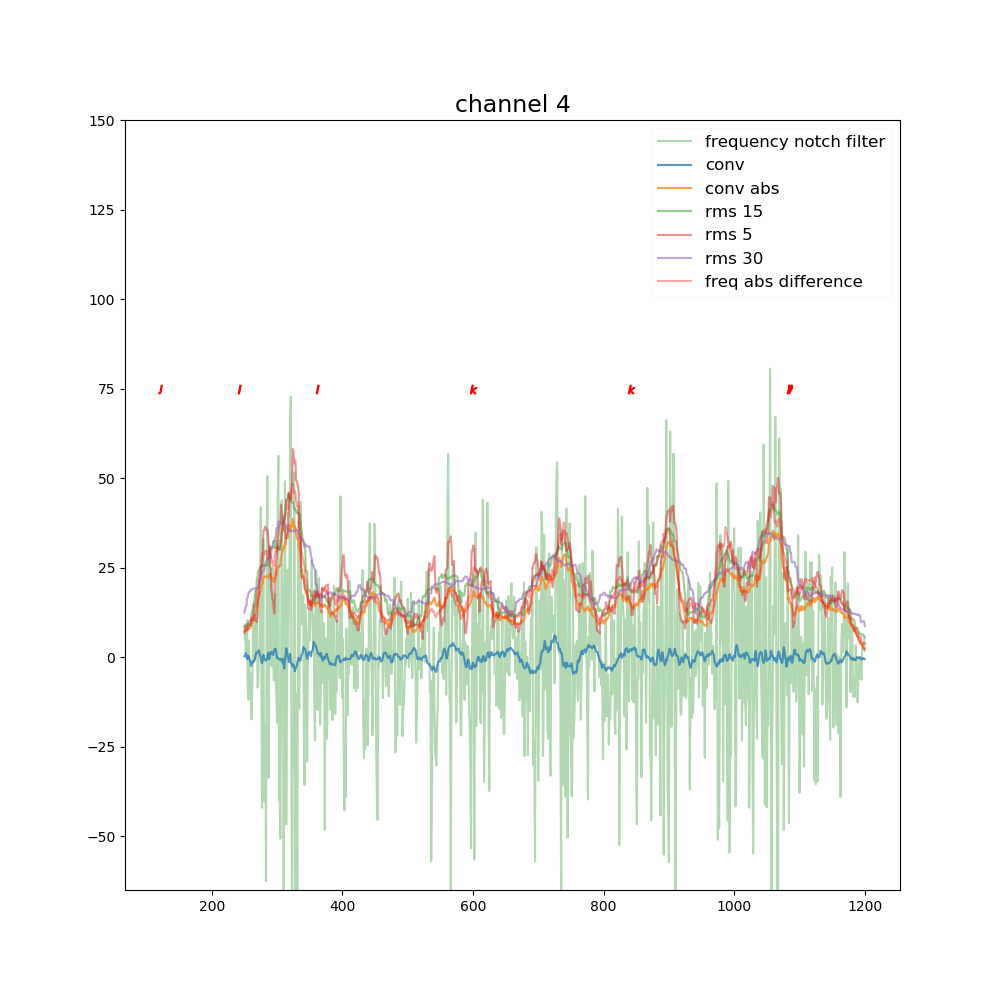 channel 4
150
125
100
75
50
25
0
−25
−50
frequency notch filter
conv
conv abs
rms 15
rms 5
rms 30
freq abs difference
k k
200 400 600 800 1000 1200